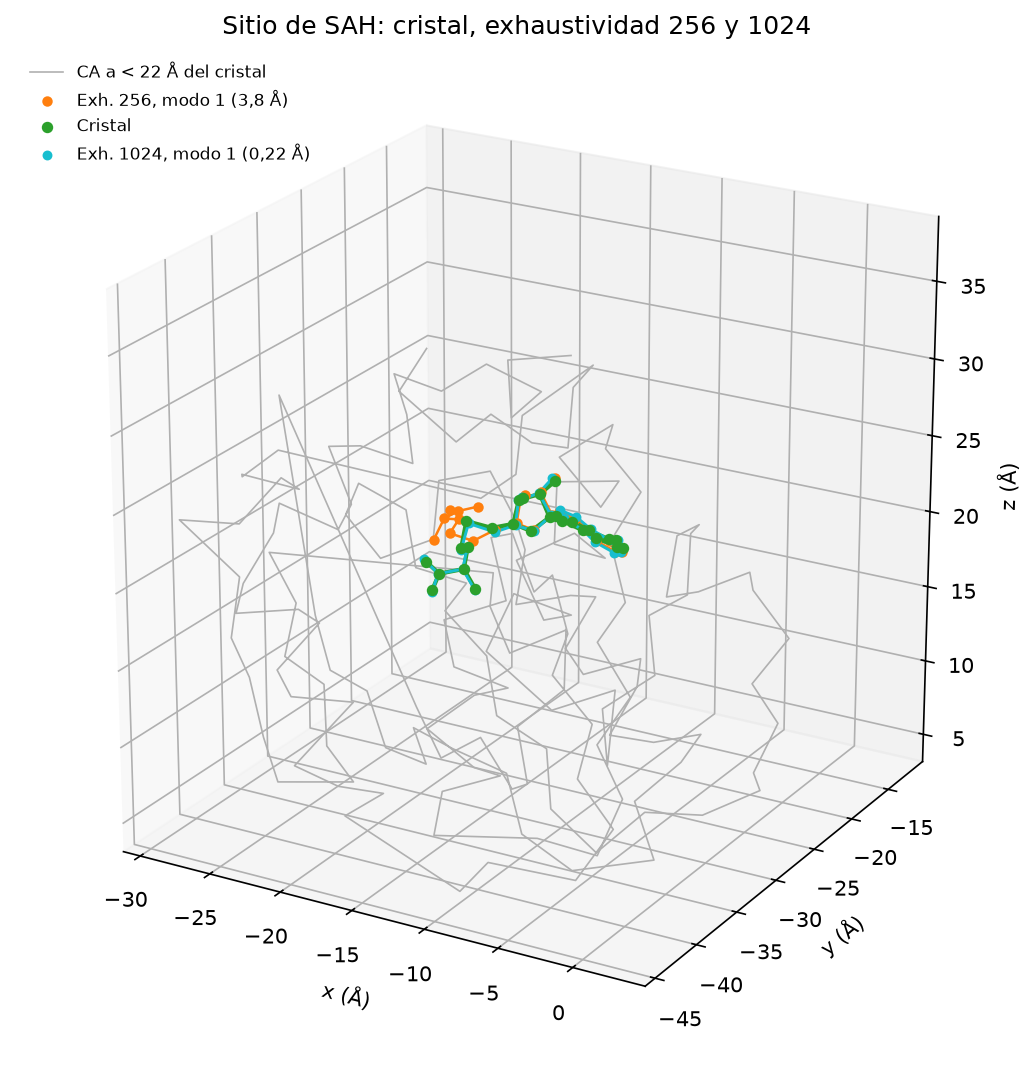 Sitio de SAH: cristal, exhaustividad 256 y 1024
CA a < 22 Å del cristal
Exh. 256, modo 1 (3,8 Å)
Cristal
Exh. 1024, modo 1 (0,22 Å)
35
30
25
20
15
10
5
z (Å)
−30
−25
−20
−15
−10
−5
0
x (Å)
−15
−20
−25
−30
−35
−40
−45
y (Å)